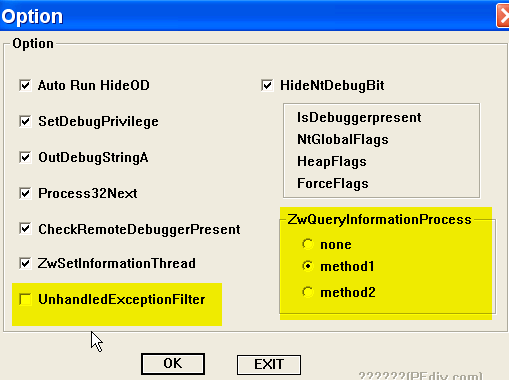 Option
Option
Auto Run HideOD
SetDebugPrivilege
OutDebugStringA
Process32Next
CheckRemoteDebuggerPresent
ZwSetInformationThread
UnhandledExceptionFilter
HideNtDebugBit
IsDebuggerpresent
NtGlobalFlags
HeapFlags
ForceFlags
ZwQueryInformationProcess
none
method1
method2
OK
EXIT
??????[PEdiy.com]